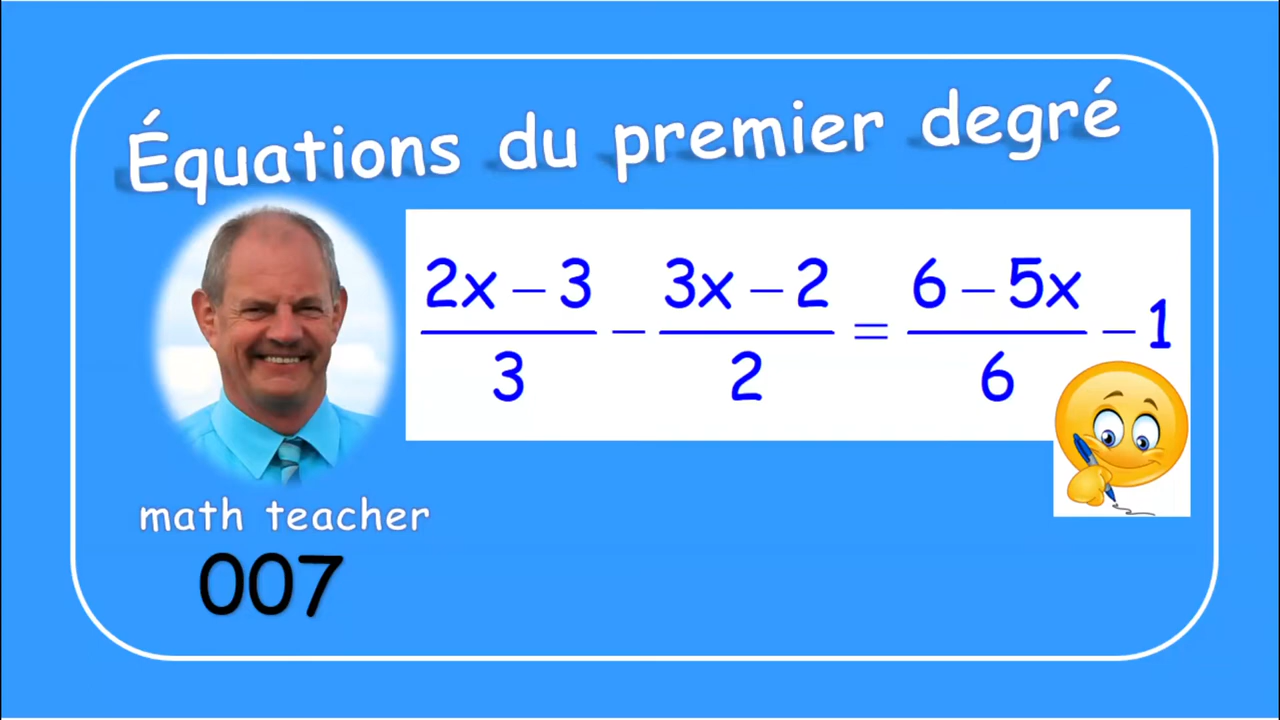 Équations du premier degré
2x – 3 / 3 – 3x – 2 / 2 = 6 – 5x / 6 – 1
math teacher
007